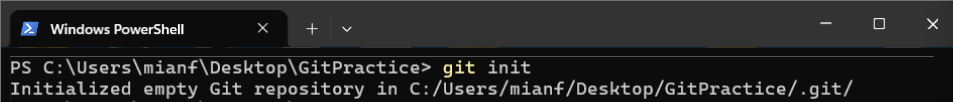 Windows PowerShell
PS C:\Users\mianf\Desktop\GitPractice> git init
Initialized empty Git repository in C:/Users/mianf/Desktop/GitPractice/.git/